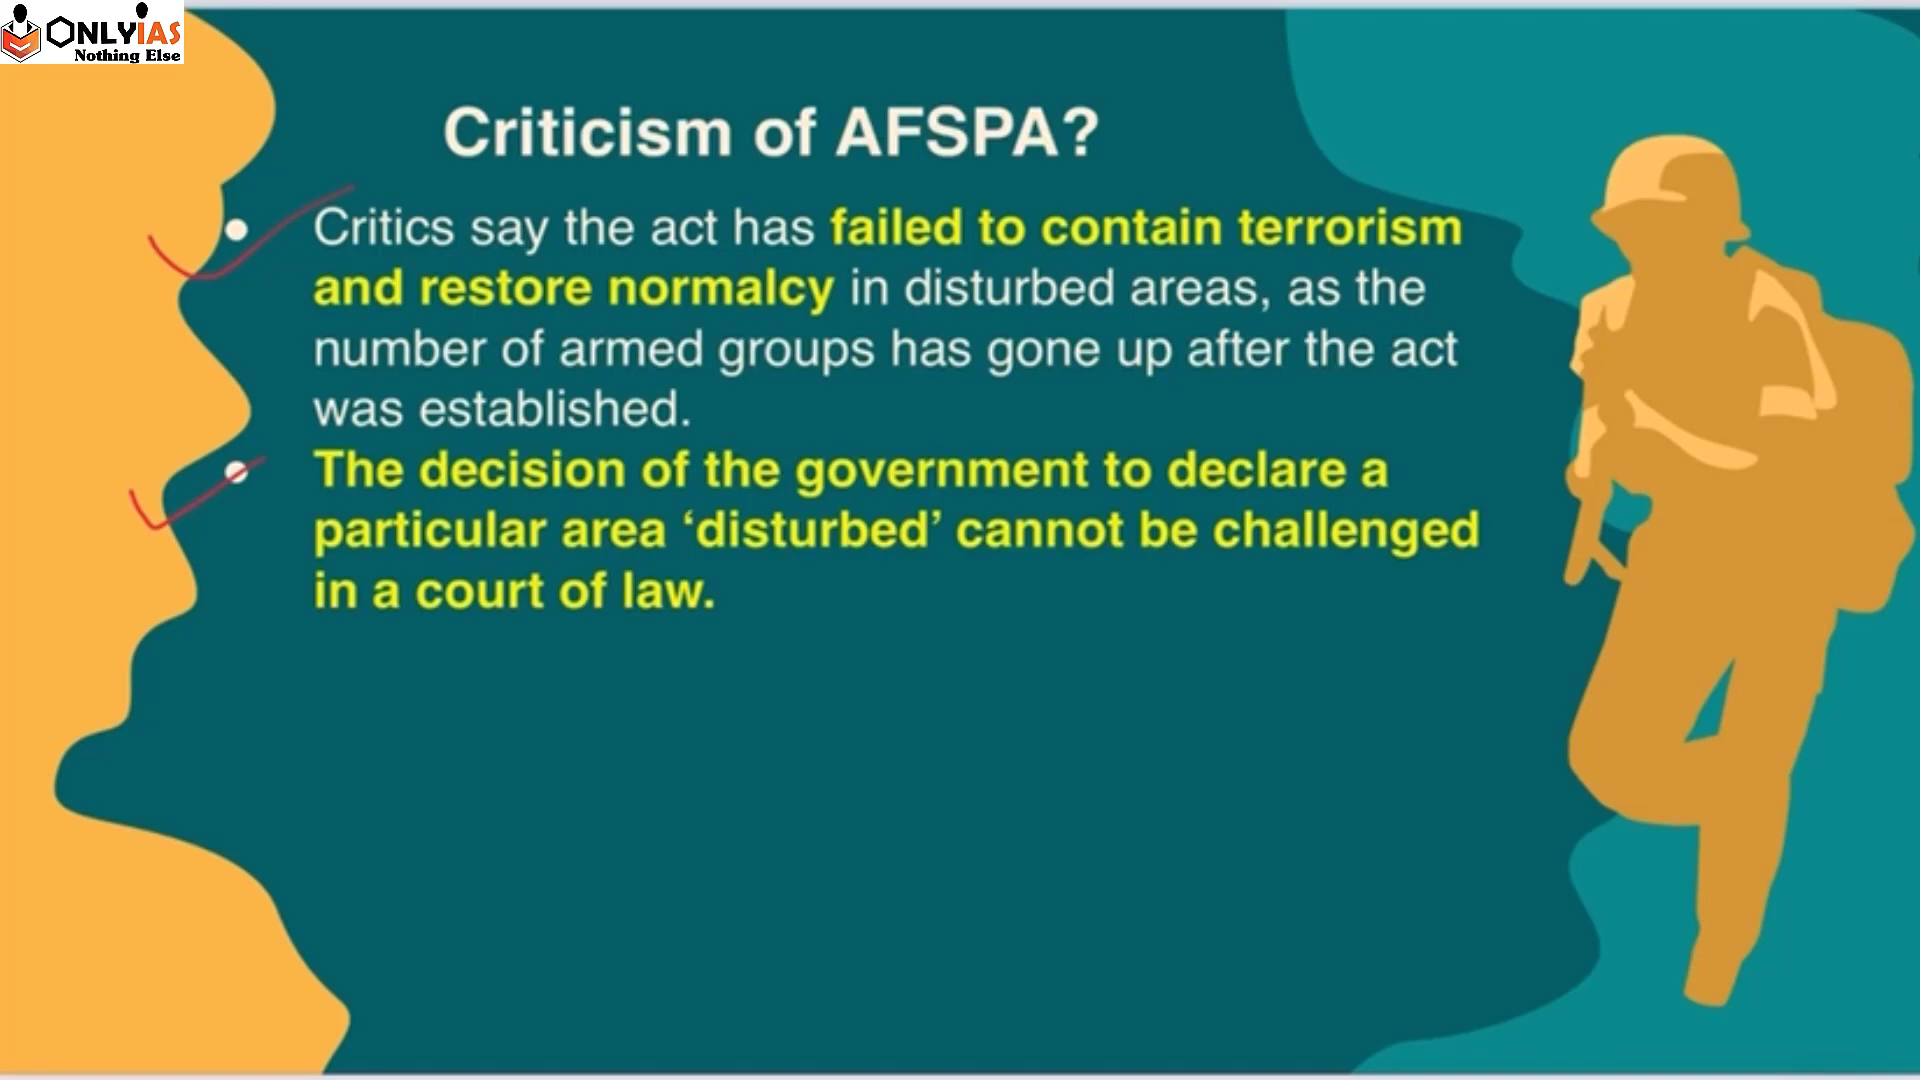 ONLYIAS
Nothing Else
Criticism of AFSPA?
• Critics say the act has failed to contain terrorism
and restore normalcy in disturbed areas, as the
number of armed groups has gone up after the act
was established.
• The decision of the government to declare a
particular area ‘disturbed’ cannot be challenged
in a court of law.